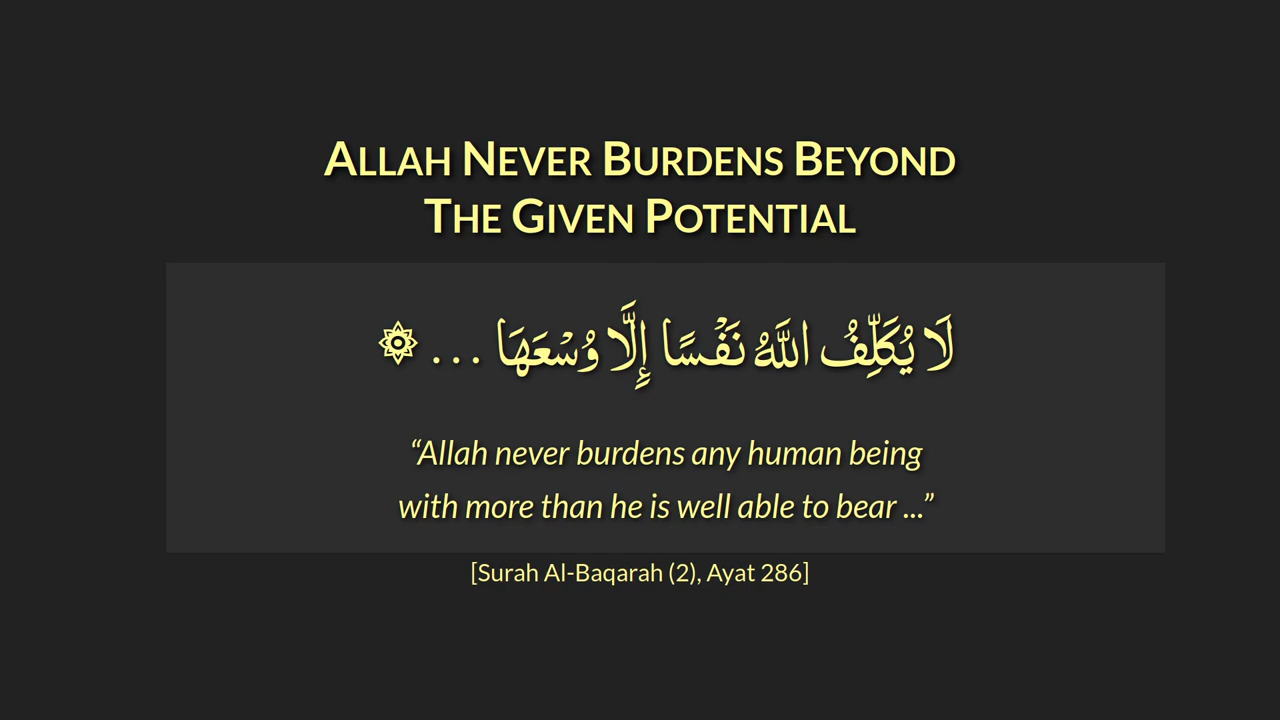 ALLAH NEVER BURDENS BEYOND
THE GIVEN POTENTIAL
لَا يُكَلِّفُ اللَّهُ نَفْسًا إِلَّا وُسْعَهَا ... ۞
“Allah never burdens any human being
with more than he is well able to bear ...”
[Surah Al-Baqarah (2), Ayat 286]